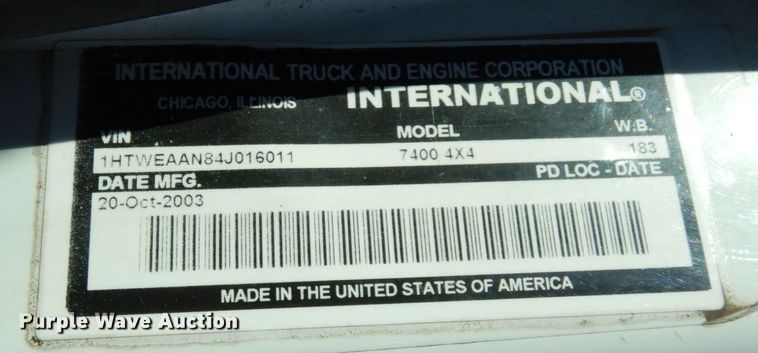 INTERNATIONAL TRUCK AND ENGINE CORPORATION
CHICAGO, ILLINOIS INTERNATIONAL®
VIN MODEL W.B.
1HTWEAAN84J016011 7400 4X4 183
DATE MFG. PD LOC - DATE
20-Oct-2003
MADE IN THE UNITED STATES OF AMERICA
Purple Wave Auction